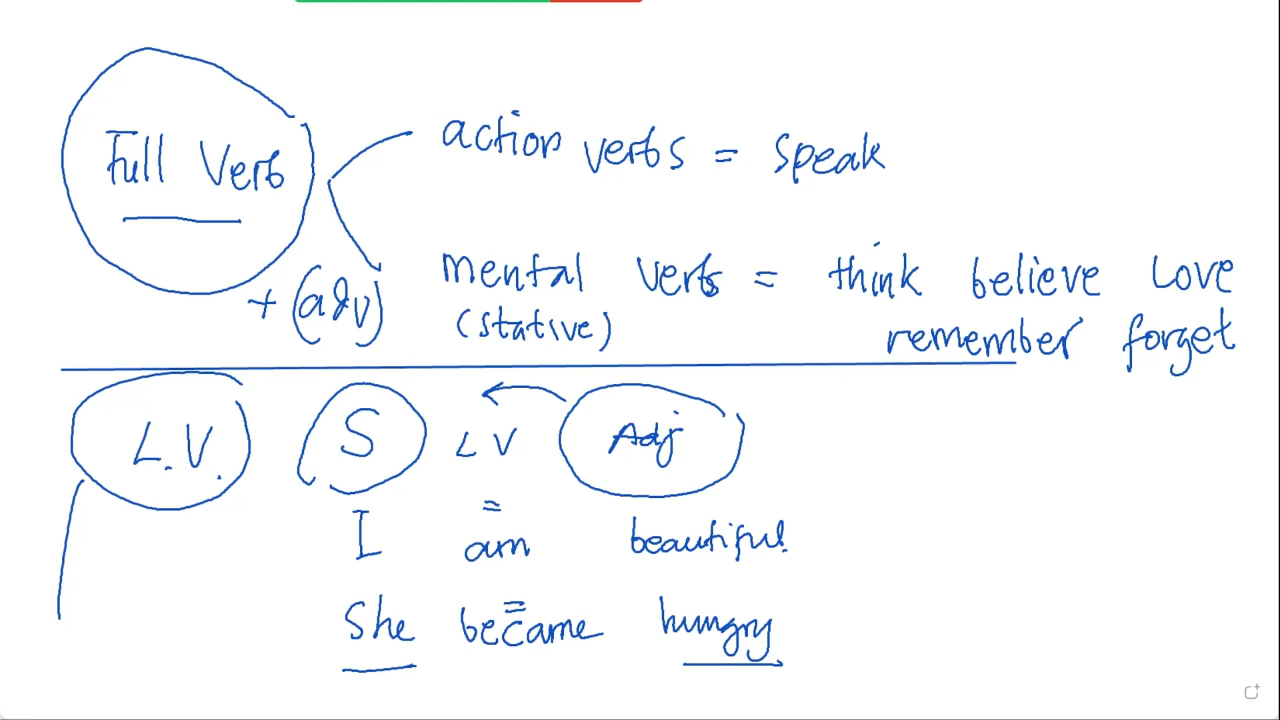 Full Verb
action verbs = speak
+ (adv)
mental verbs = think believe Love
(stative) remember forget
L.V. S LV Adj
=
I am beautiful.
=
She became hungry